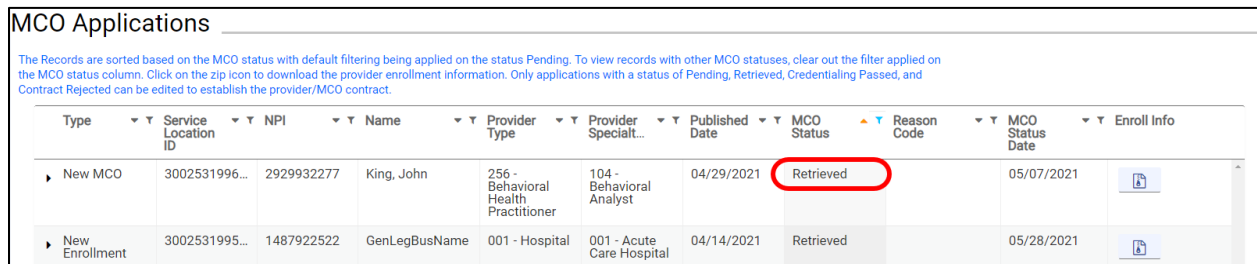 MCO Applications
The Records are sorted based on the MCO status with default filtering being applied on the status Pending. To view records with other MCO statuses, clear out the filter applied on
the MCO status column. Click on the zip icon to download the provider enrollment information. Only applications with a status of Pending, Retrieved, Credentialing Passed, and
Contract Rejected can be edited to establish the provider/MCO contract.
Type Service NPI Name Provider Provider Published MCO Reason MCO Enroll Info
Location Type Specialt... Date Status Code Status
ID Date
New MCO 3002531996... 2929932277 King, John 256 - 104 - 04/29/2021 Retrieved 05/07/2021
Behavioral Behavioral
Health Analyst
Practitioner
New 3002531995... 1487922522 GenLegBusName 001 - Hospital 001 - Acute 04/14/2021 Retrieved 05/28/2021
Enrollment Care Hospital